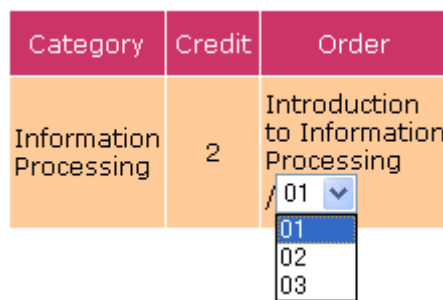 Category Credit Order
Information Processing
2
Introduction
to Information
Processing
/ 01
01
02
03